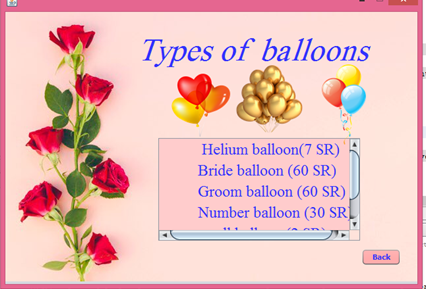 Types of balloons
Helium balloon(7 SR)
Bride balloon (60 SR)
Groom balloon (60 SR)
Number balloon (30 SR
Back